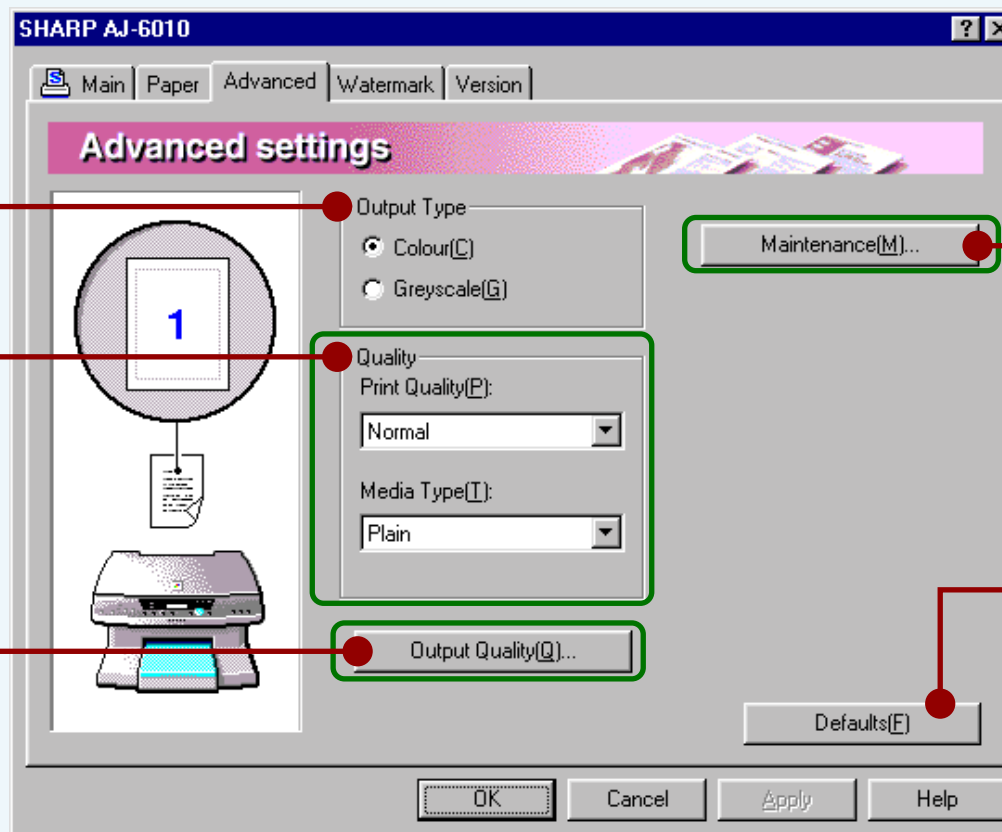 SHARP AJ-6010
Main Paper Advanced Watermark Version
Advanced settings
1
Output Type
Colour(C)
Greyscale(G)
Maintenance(M)...
Quality
Print Quality(P):
Normal
Media Type(T):
Plain
Output Quality(Q)...
Defaults(F)
OK Cancel Apply Help